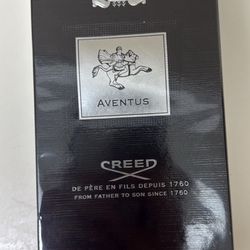 AVENTUS
CREED
DE PÈRE EN FILS DEPUIS 1760
FROM FATHER TO SON SINCE 1760